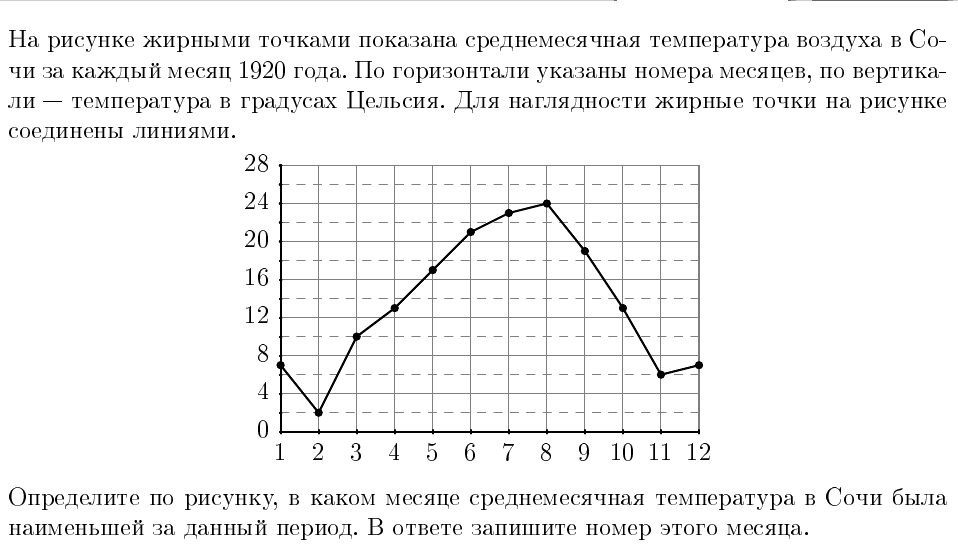 На рисунке жирными точками показана среднемесячная температура воздуха в Со-
чи за каждый месяц 1920 года. По горизонтали указаны номера месяцев, по вертика-
ли — температура в градусах Цельсия. Для наглядности жирные точки на рисунке
соединены линиями.
28
24
20
16
12
8
4
0
1 2 3 4 5 6 7 8 9 10 11 12
Определите по рисунку, в каком месяце среднемесячная температура в Сочи была
наименьшей за данный период. В ответе запишите номер этого месяца.